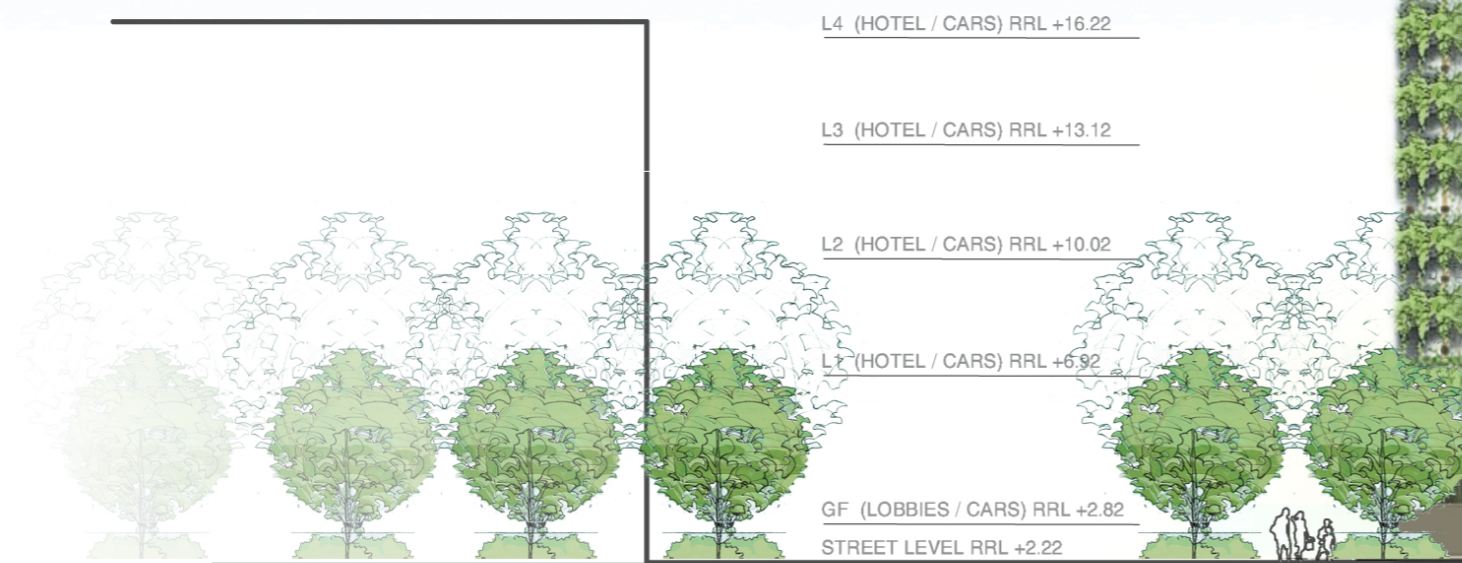 L4 (HOTEL / CARS) RRL +16.22
L3 (HOTEL / CARS) RRL +13.12
L2 (HOTEL / CARS) RRL +10.02
L1 (HOTEL / CARS) RRL +6.92
GF (LOBBIES / CARS) RRL +2.82
STREET LEVEL RRL +2.22